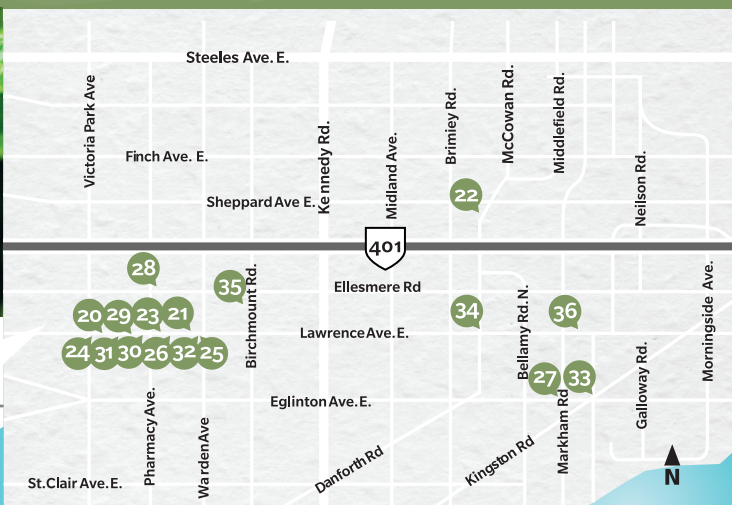 Steeles Ave. E.
Victoria Park Ave
Kennedy Rd.
Midland Ave.
Brimley Rd.
McCowan Rd.
Middlefield Rd.
Neilson Rd.
Finch Ave. E.
Sheppard Ave E.
22
401
28
35
Birchmount Rd.
Ellesmere Rd
Morningside Ave.
20
29
23
21
34
Bellamy Rd. N.
36
Lawrence Ave. E.
24
31
30
26
32
25
27
33
Pharmacy Ave.
Warden Ave
Eglinton Ave. E.
Markham Rd
Galloway Rd.
Danforth Rd
Kingston Rd
St. Clair Ave. E.
N